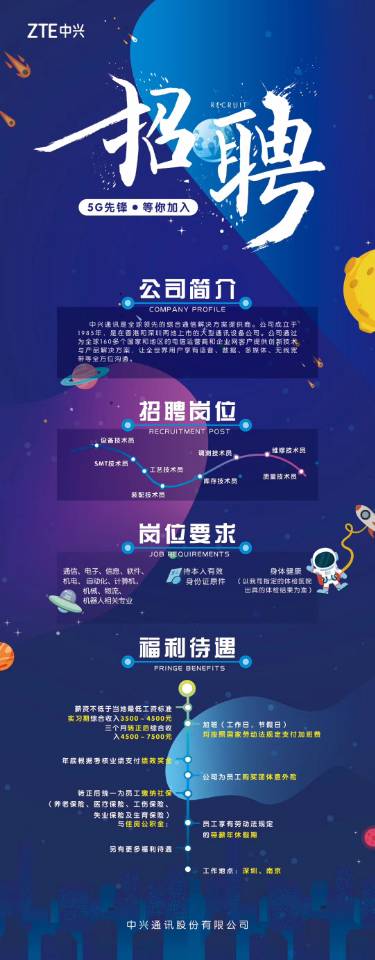 ZTE中兴
招聘
RECRUIT
5G先锋•等你加入
公司简介
COMPANY PROFILE
中兴通讯是全球领先的综合通信解决方案提供商。公司成立于
1985年，是在香港和深圳两地上市的大型通讯设备公司。公司通过
为全球160多个国家和地区的电信运营商和企业网客户提供创新技术
与产品解决方案，让全世界用户享有语音、数据、多媒体、无线宽
带等全方位沟通。
招聘岗位
RECRUITMENT POST
设备技术员
SMT技术员
工艺技术员
装配技术员
调测技术员
库存技术员
维修技术员
质量技术员
岗位要求
JOB REQUIREMENTS
通信、电子、信息、软件、
机电、自动化、计算机、
机械、物流、
机器人相关专业
持本人有效
身份证原件
身体健康
（以我司指定的体检医院
出具的体检结果为准）
福利待遇
FRINGE BENEFITS
薪资不低于当地最低工资标准
实习期综合收入3500-4500元
三个月转正后综合收
入4500-7500元
加班（工作日，节假日）
均按照国家劳动法规定支付加班费
年底根据考核业绩支付绩效奖金
公司为员工购买团体意外险
转正后统一为员工缴纳社保
（养老保险、医疗保险、工伤保险、
失业保险及生育保险）
与住房公积金；
员工享有劳动法规定
的带薪年休假期
另有更多福利待遇
工作地点：深圳、南京
中兴通讯股份有限公司